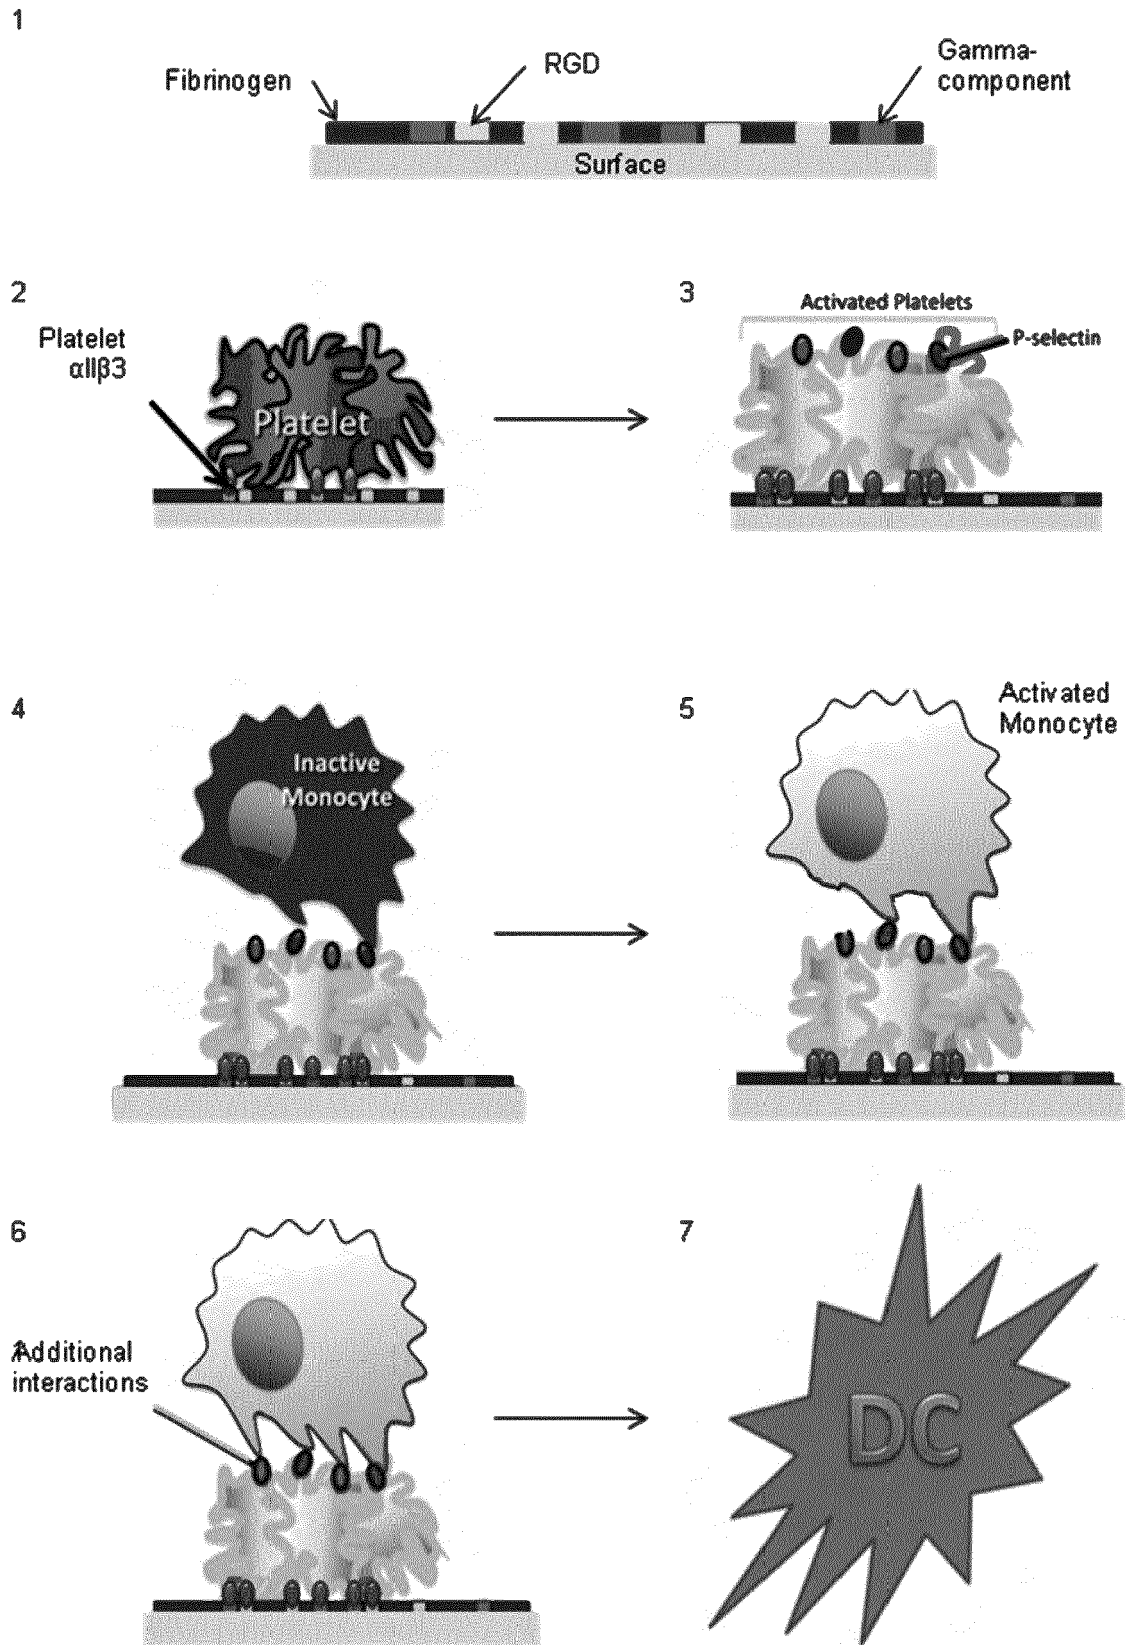 1
Fibrinogen
RGD
Gamma-
component
Surface
2
Platelet
αIIβ3
Platelet
3
Activated Platelets
P-selectin
4
Inactive
Monocyte
5
Activated
Monocyte
6
Additional
interactions
7
DC